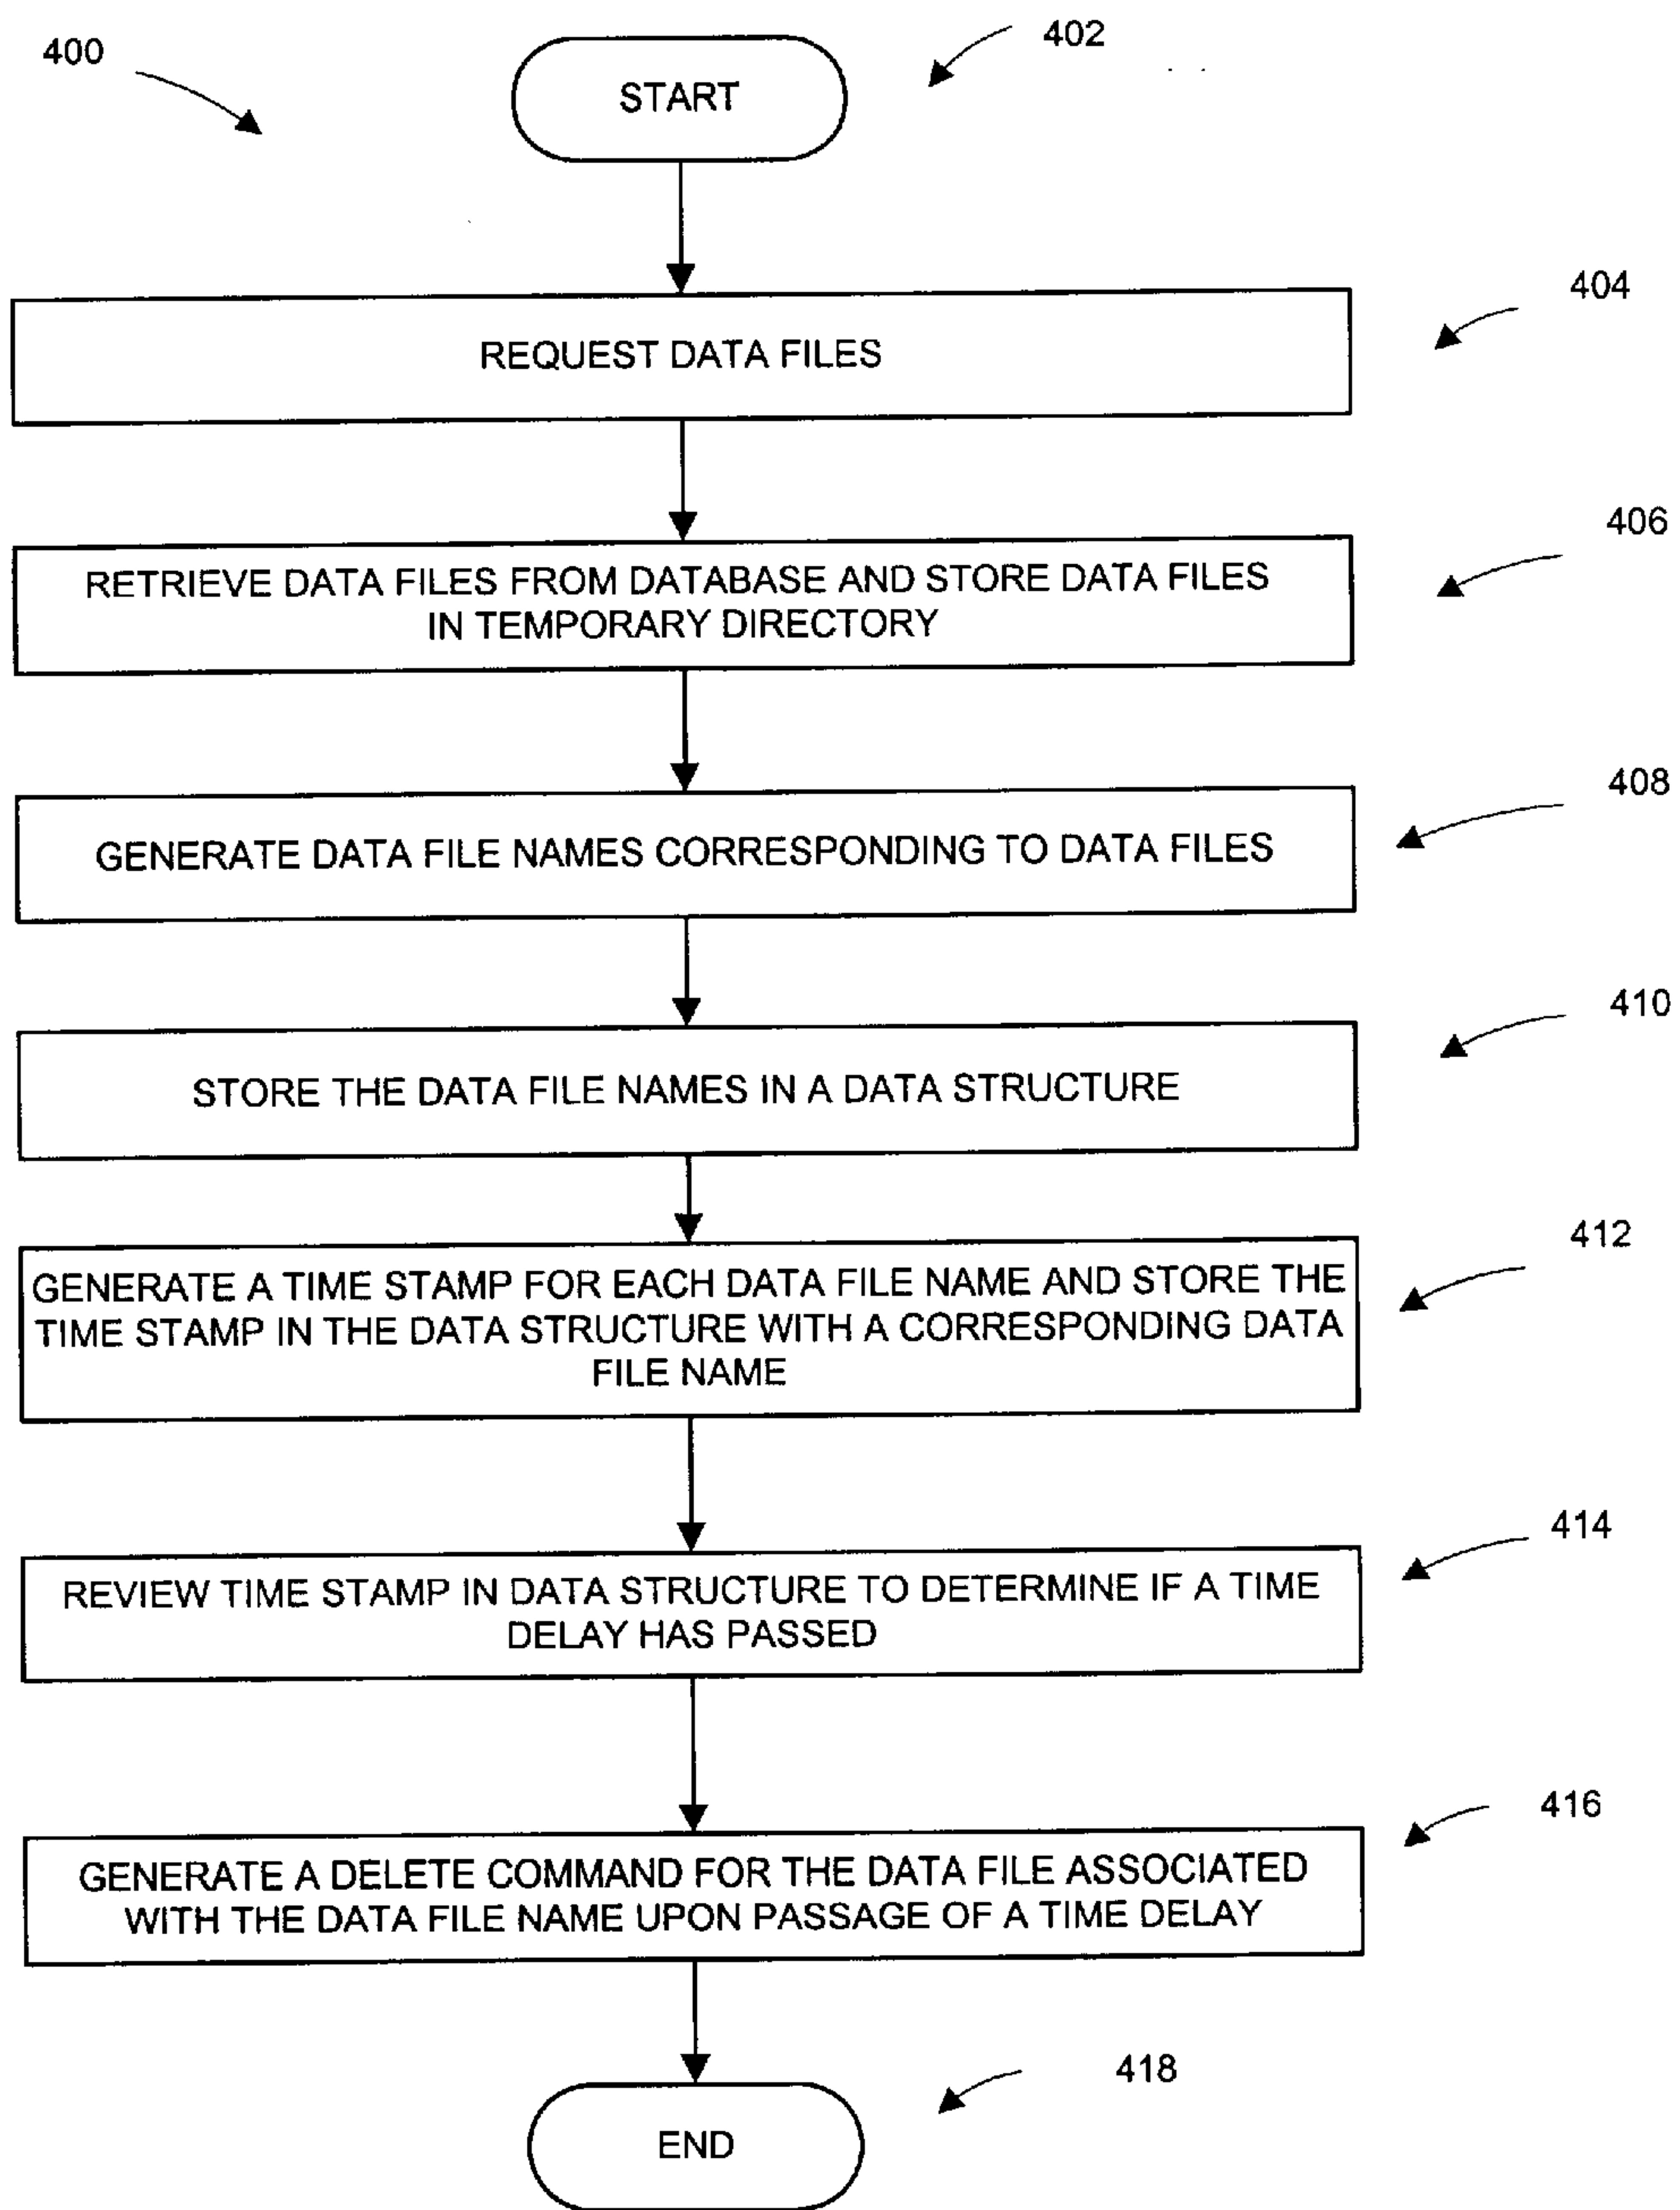 400
402
START
404
REQUEST DATA FILES
406
RETRIEVE DATA FILES FROM DATABASE AND STORE DATA FILES
IN TEMPORARY DIRECTORY
408
GENERATE DATA FILE NAMES CORRESPONDING TO DATA FILES
410
STORE THE DATA FILE NAMES IN A DATA STRUCTURE
412
GENERATE A TIME STAMP FOR EACH DATA FILE NAME AND STORE THE
TIME STAMP IN THE DATA STRUCTURE WITH A CORRESPONDING DATA
FILE NAME
414
REVIEW TIME STAMP IN DATA STRUCTURE TO DETERMINE IF A TIME
DELAY HAS PASSED
416
GENERATE A DELETE COMMAND FOR THE DATA FILE ASSOCIATED
WITH THE DATA FILE NAME UPON PASSAGE OF A TIME DELAY
418
END